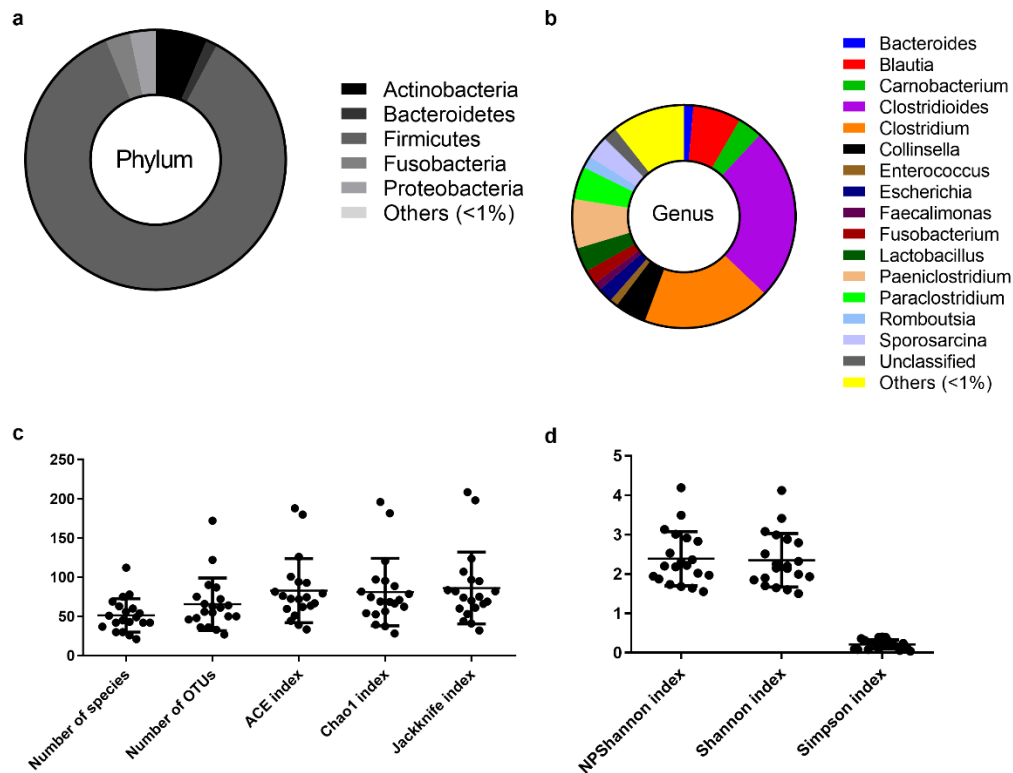 a
Phylum
Actinobacteria
Bacteroidetes
Firmicutes
Fusobacteria
Proteobacteria
Others (<1%)
b
Genus
Bacteroides
Blautia
Carnobacterium
Clostridioides
Clostridium
Collinsella
Enterococcus
Escherichia
Faecalimonas
Fusobacterium
Lactobacillus
Paeniclostridium
Paraclostridium
Romboutsia
Sporosarcina
Unclassified
Others (<1%)
c
250
200
150
100
50
0
Number of species
Number of OTUs
ACE index
Chao1 index
Jackknife index
d
5
4
3
2
1
0
NPShannon index
Shannon index
Simpson index